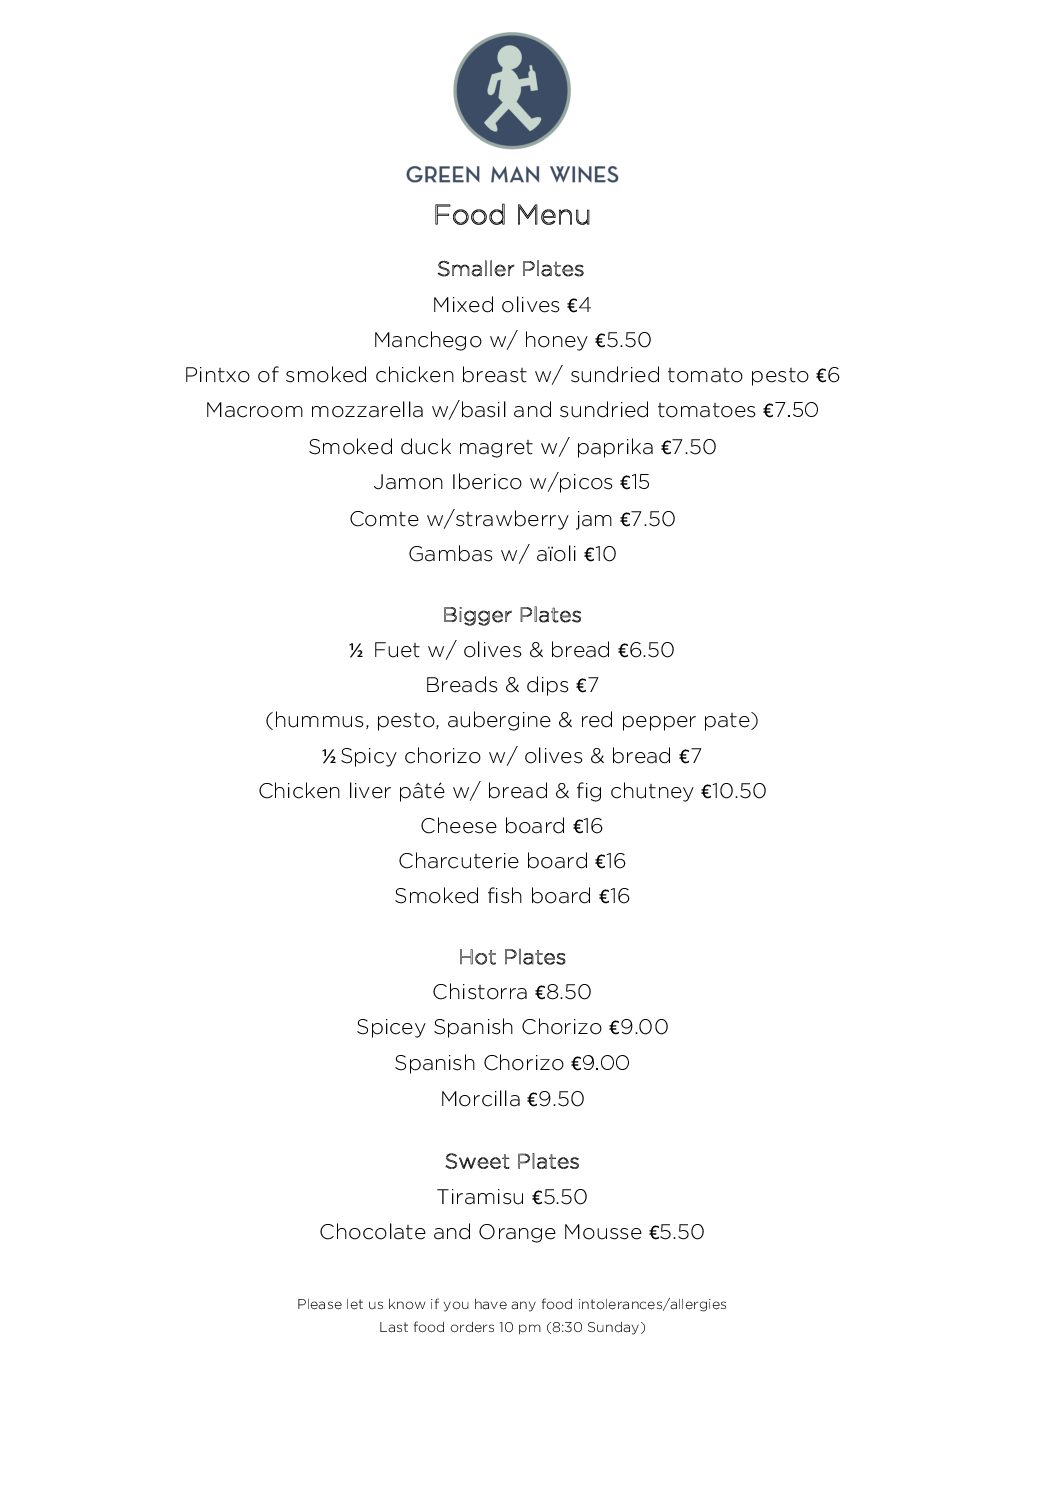 GREEN MAN WINES
Food Menu
Smaller Plates
Mixed olives €4
Manchego w/ honey €5.50
Pintxo of smoked chicken breast w/ sundried tomato pesto €6
Macroom mozzarella w/basil and sundried tomatoes €7.50
Smoked duck magret w/ paprika €7.50
Jamon Iberico w/picos €15
Comte w/strawberry jam €7.50
Gambas w/ aïoli €10
Bigger Plates
½ Fuet w/ olives & bread €6.50
Breads & dips €7
(hummus, pesto, aubergine & red pepper pate)
½ Spicy chorizo w/ olives & bread €7
Chicken liver pâté w/ bread & fig chutney €10.50
Cheese board €16
Charcuterie board €16
Smoked fish board €16
Hot Plates
Chistorra €8.50
Spicey Spanish Chorizo €9.00
Spanish Chorizo €9.00
Morcilla €9.50
Sweet Plates
Tiramisu €5.50
Chocolate and Orange Mousse €5.50
Please let us know if you have any food intolerances/allergies
Last food orders 10 pm (8:30 Sunday)